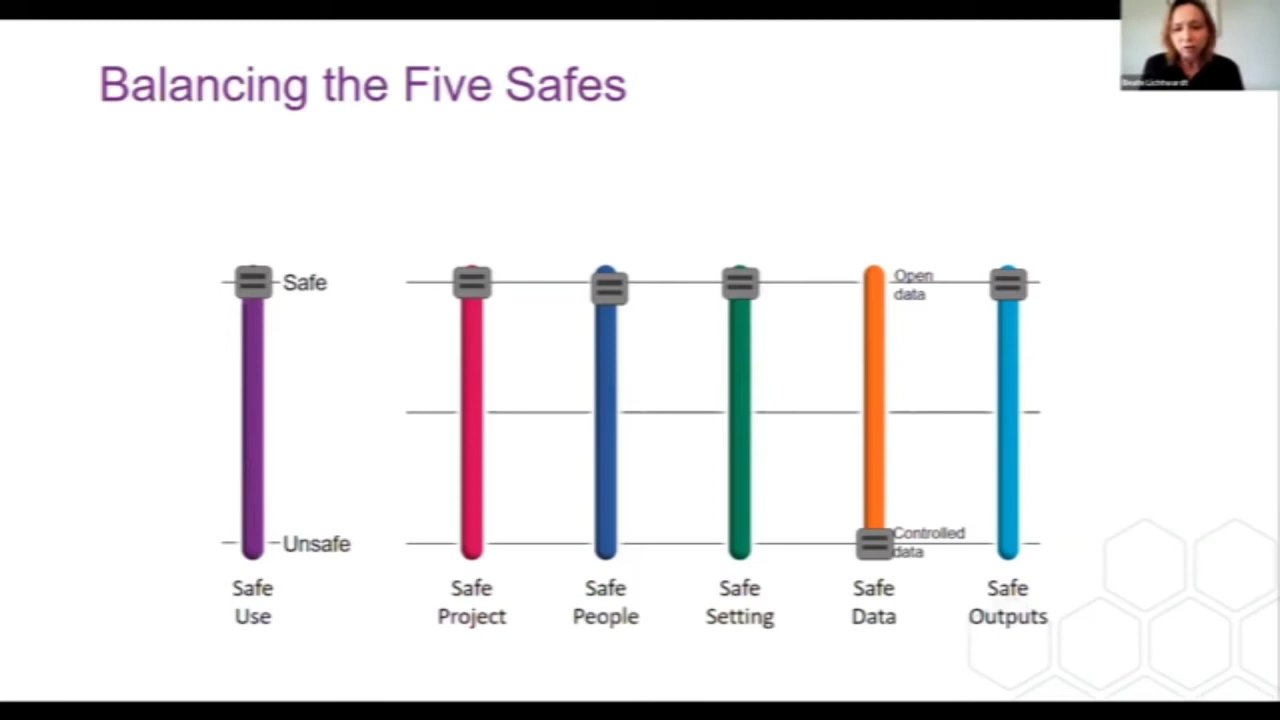 Balancing the Five Safes
Safe
Unsafe
Open
data
Controlled
data
Safe
Use
Safe
Project
Safe
People
Safe
Setting
Safe
Data
Safe
Outputs